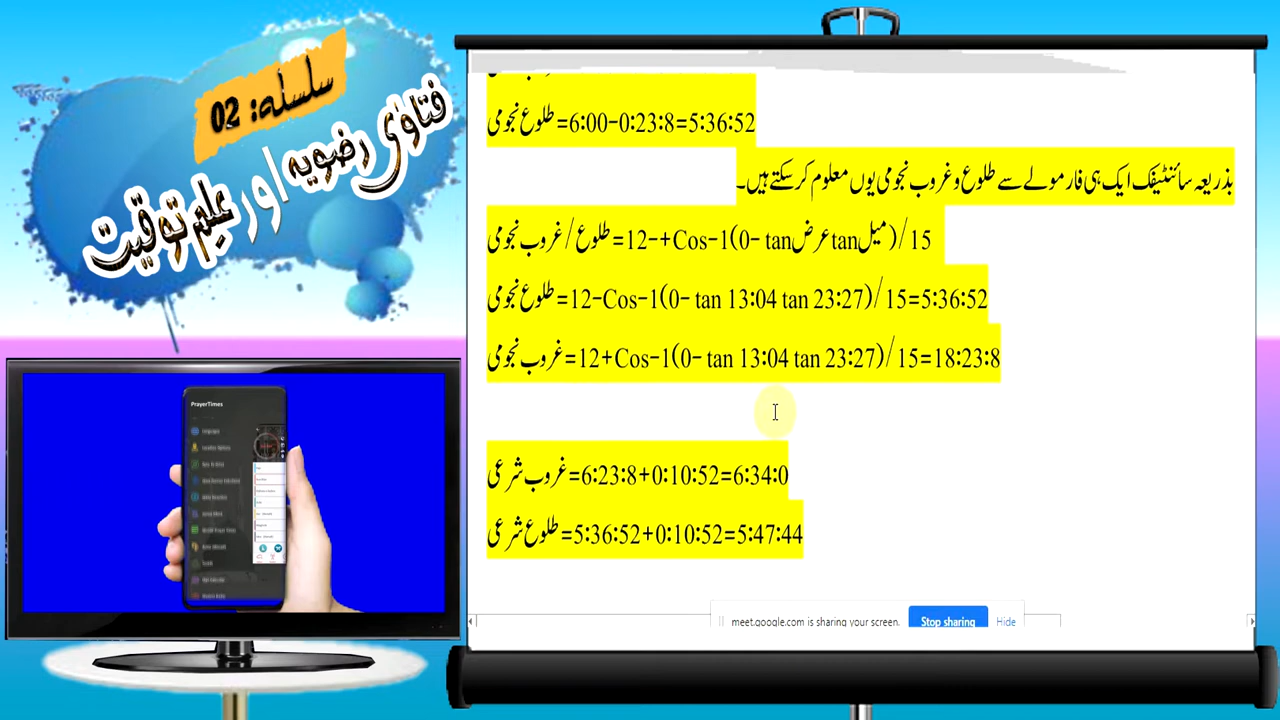 سلسلہ: 02
فتاوٰی رضویہ اور علمِ توقیت
طلوع نجومی=6:00-0:23:8=5:36:52
بذریعہ سائنٹیفک ایک ہی فارمولے سے طلوع و غروب نجومی یوں معلوم کرسکتے ہیں۔
طلوع/غروب نجومی=12-+Cos-1(0- tanعرض tanمیل)/15
طلوع نجومی=12-Cos-1(0- tan 13:04 tan 23:27)/15=5:36:52
غروب نجومی=12+Cos-1(0- tan 13:04 tan 23:27)/15=18:23:8
غروب شرعی=6:23:8+0:10:52=6:34:0
طلوع شرعی=5:36:52+0:10:52=5:47:44
meet.google.com is sharing your screen. Stop sharing Hide
PrayerTimes